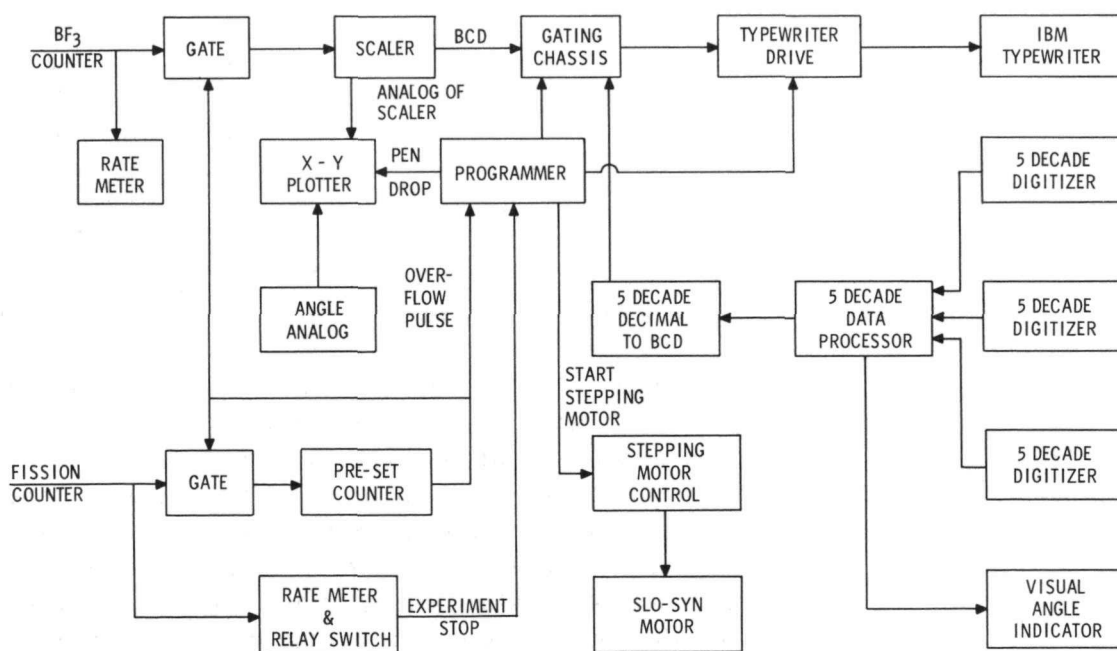 BF3
COUNTER
GATE
SCALER
BCD
GATING
CHASSIS
TYPEWRITER
DRIVE
IBM
TYPEWRITER
ANALOG OF
SCALER
RATE
METER
X - Y
PLOTTER
PEN
DROP
PROGRAMMER
5 DECADE
DIGITIZER
ANGLE
ANALOG
OVER-
FLOW
PULSE
5 DECADE
DECIMAL
TO BCD
5 DECADE
DATA
PROCESSOR
5 DECADE
DIGITIZER
START
STEPPING
MOTOR
FISSION
COUNTER
GATE
PRE-SET
COUNTER
STEPPING
MOTOR
CONTROL
5 DECADE
DIGITIZER
RATE METER
&
RELAY SWITCH
EXPERIMENT
STOP
SLO-SYN
MOTOR
VISUAL
ANGLE
INDICATOR